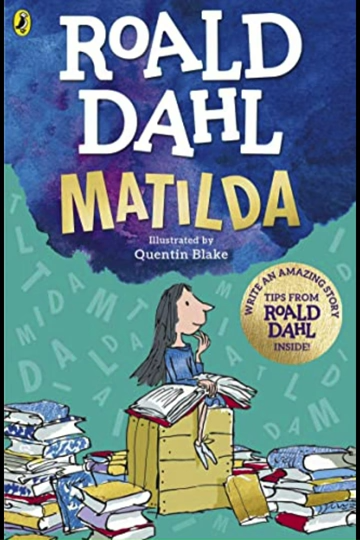 ROALD
DAHL
MATILDA
Illustrated by
Quentin Blake
WRITE AN AMAZING STORY
TIPS FROM
ROALD
DAHL
INSIDE!